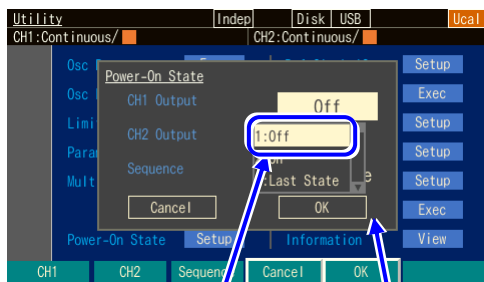 Utility Indep Disk USB Ucal
CH1:Continuous/ CH2:Continuous/
Osc Setup
Power-On State
Osc Exec
CH1 Output Off
Limi Setup
CH2 Output 1:Off
Para Setup
Sequence :Last State
Mult Setup
Cancel OK
Exec
Power-On State Setup Information View
CH1 CH2 Sequenc Cancel OK